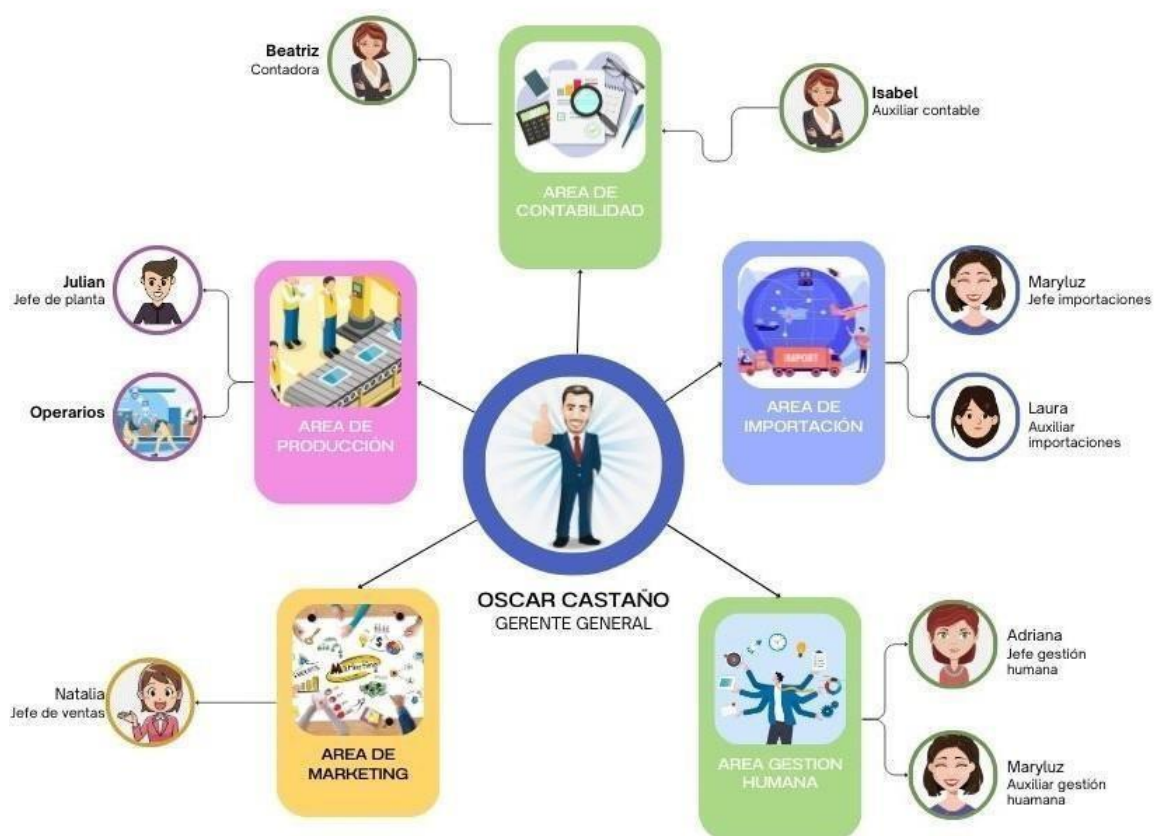 Beatriz
Contadora
Isabel
Auxiliar contable
AREA DE
CONTABILIDAD
Julian
Jefe de planta
Operarios
AREA DE
PRODUCCIÓN
IMPORT
AREA DE
IMPORTACIÓN
Maryluz
Jefe importaciones
Laura
Auxiliar
importaciones
OSCAR CASTAÑO
GERENTE GENERAL
Natalia
Jefe de ventas
Marketing
AREA DE
MARKETING
AREA GESTION
HUMANA
Adriana
Jefe gestión
humana
Maryluz
Auxiliar gestión
huamana